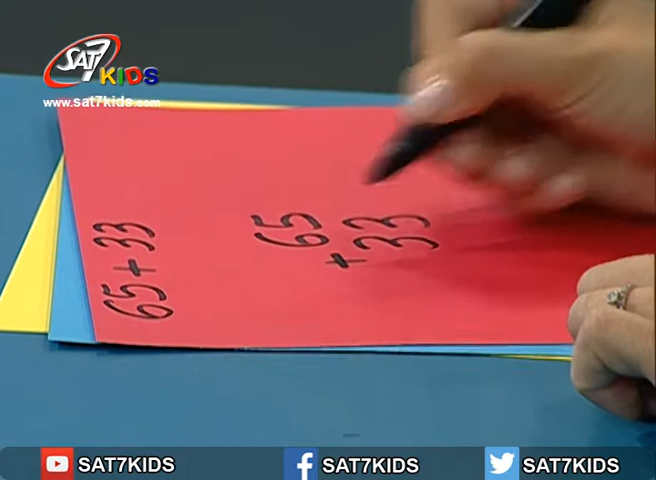 SAT7
KIDS
www.sat7kids.com
65 + 33
65
+ 33
SAT7KIDS
SAT7KIDS
SAT7KIDS